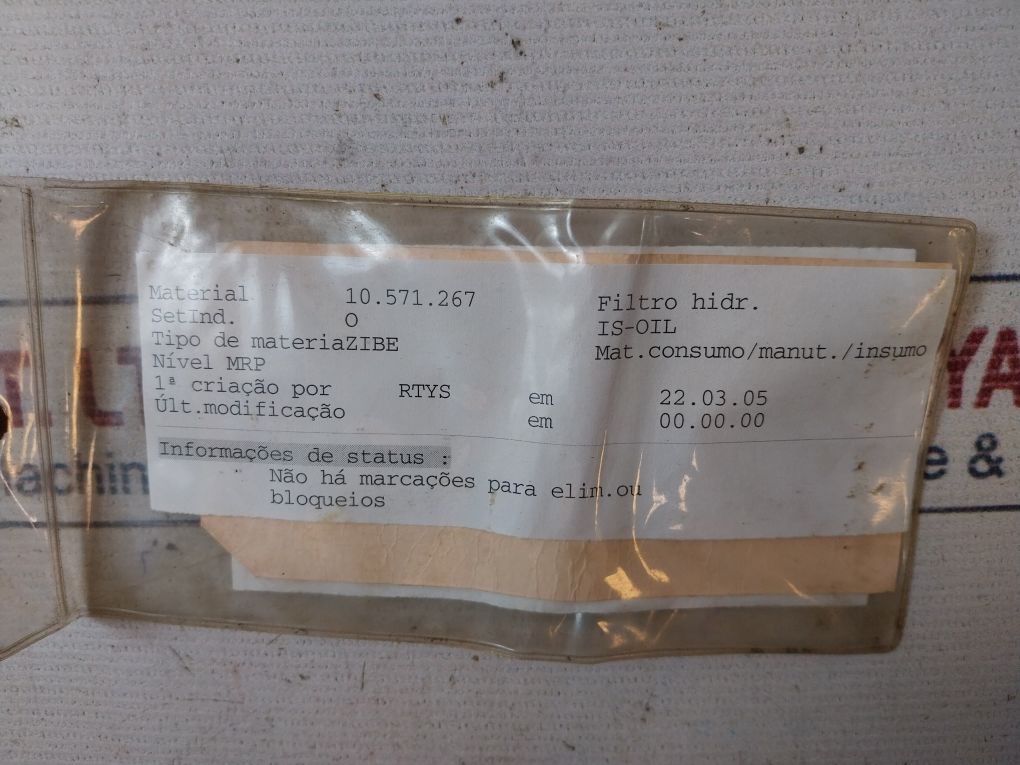 Material 10.571.267 Filtro hidr.
SetInd. O IS-OIL
Tipo de materiaZIBE Mat.consumo/manut./insumo
Nível MRP
1ª criação por RTYS em 22.03.05
Últ.modificação em 00.00.00
Informações de status :
Não há marcações para elim.ou
bloqueios
YA
e &